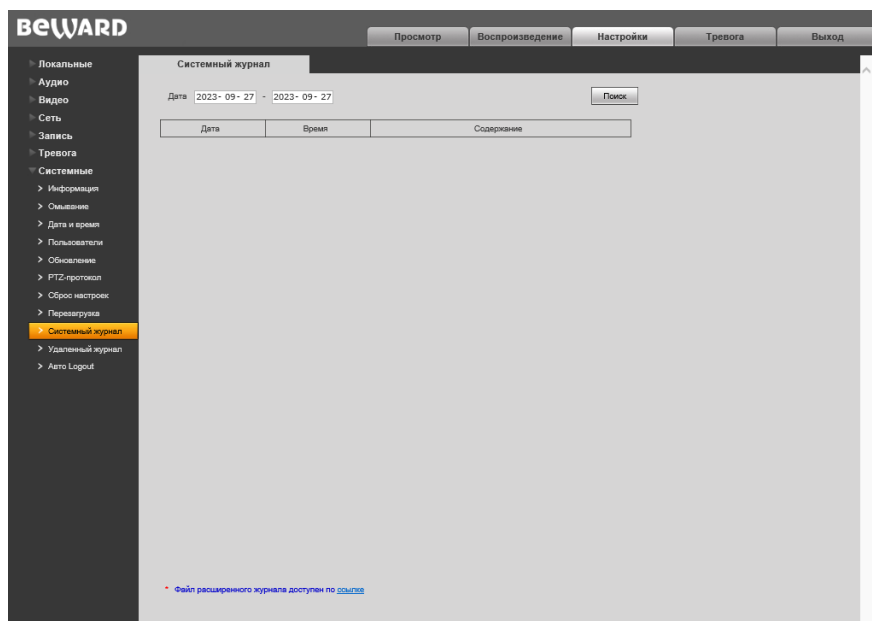 BEWARD
Просмотр Воспроизведение Настройки Тревога Выход
Локальные
Аудио
Видео
Сеть
Запись
Тревога
Системные
Информация
Омывание
Дата и время
Пользователи
Обновление
PTZ-протокол
Сброс настроек
Перезагрузка
Системный журнал
Удаленный журнал
Авто Logout
Системный журнал
Дата 2023-09-27 - 2023-09-27 Поиск
Дата Время Содержание
* Файл расширенного журнала доступен по ссылке